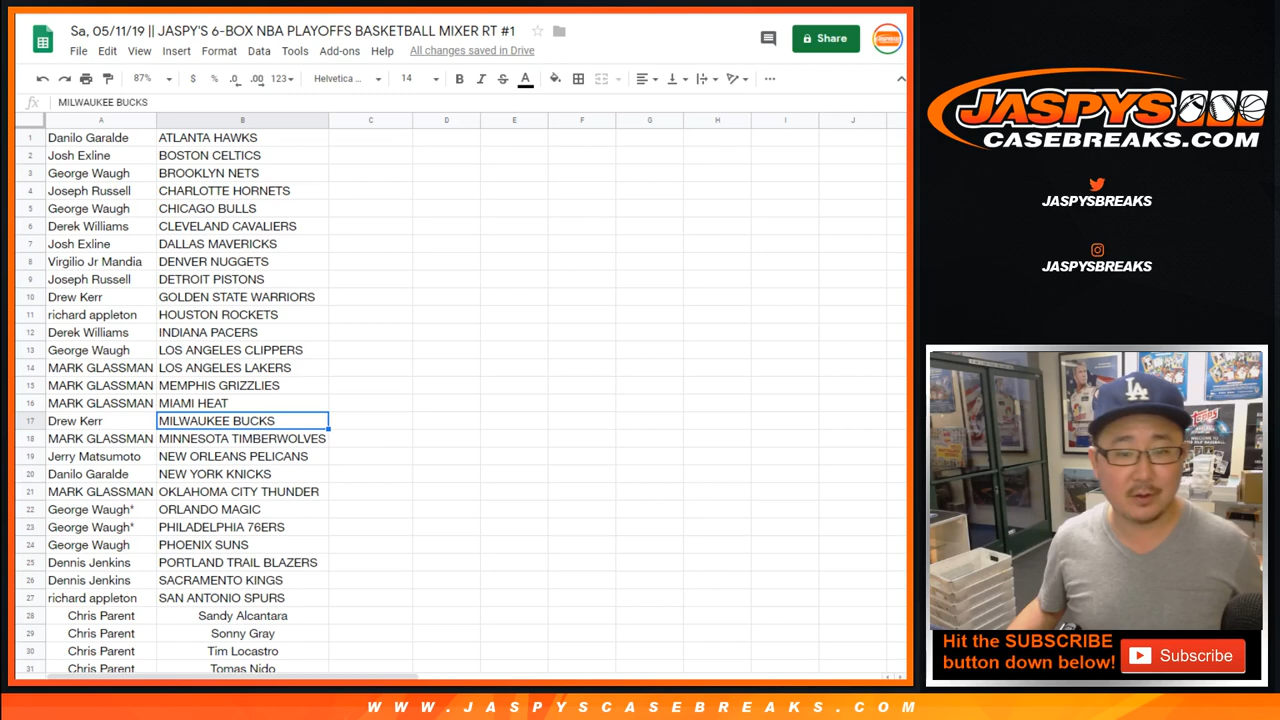 Sa, 05/11/19 || JASPY'S 6-BOX NBA PLAYOFFS BASKETBALL MIXER RT #1
File Edit View Insert Format Data Tools Add-ons Help All changes saved in Drive
Share
87% $ % .0 .00 123 Helvetica ... 14 B I S A
fx MILWAUKEE BUCKS
A B C D E F G H I J
1 Danilo Garalde ATLANTA HAWKS
2 Josh Exline BOSTON CELTICS
3 George Waugh BROOKLYN NETS
4 Joseph Russell CHARLOTTE HORNETS
5 George Waugh CHICAGO BULLS
6 Derek Williams CLEVELAND CAVALIERS
7 Josh Exline DALLAS MAVERICKS
8 Virgilio Jr Mandia DENVER NUGGETS
9 Joseph Russell DETROIT PISTONS
10 Drew Kerr GOLDEN STATE WARRIORS
11 richard appleton HOUSTON ROCKETS
12 Derek Williams INDIANA PACERS
13 George Waugh LOS ANGELES CLIPPERS
14 MARK GLASSMAN LOS ANGELES LAKERS
15 MARK GLASSMAN MEMPHIS GRIZZLIES
16 MARK GLASSMAN MIAMI HEAT
17 Drew Kerr MILWAUKEE BUCKS
18 MARK GLASSMAN MINNESOTA TIMBERWOLVES
19 Jerry Matsumoto NEW ORLEANS PELICANS
20 Danilo Garalde NEW YORK KNICKS
21 MARK GLASSMAN OKLAHOMA CITY THUNDER
22 George Waugh* ORLANDO MAGIC
23 George Waugh* PHILADELPHIA 76ERS
24 George Waugh PHOENIX SUNS
25 Dennis Jenkins PORTLAND TRAIL BLAZERS
26 Dennis Jenkins SACRAMENTO KINGS
27 richard appleton SAN ANTONIO SPURS
28 Chris Parent Sandy Alcantara
29 Chris Parent Sonny Gray
30 Chris Parent Tim Locastro
31 Chris Parent Tomas Nido
JASPYS
CASEBREAKS.COM
JASPYSBREAKS
JASPYSBREAKS
LA
topps
Hit the SUBSCRIBE
button down below!
Subscribe
WWW.JASPYSCASEBREAKS.COM